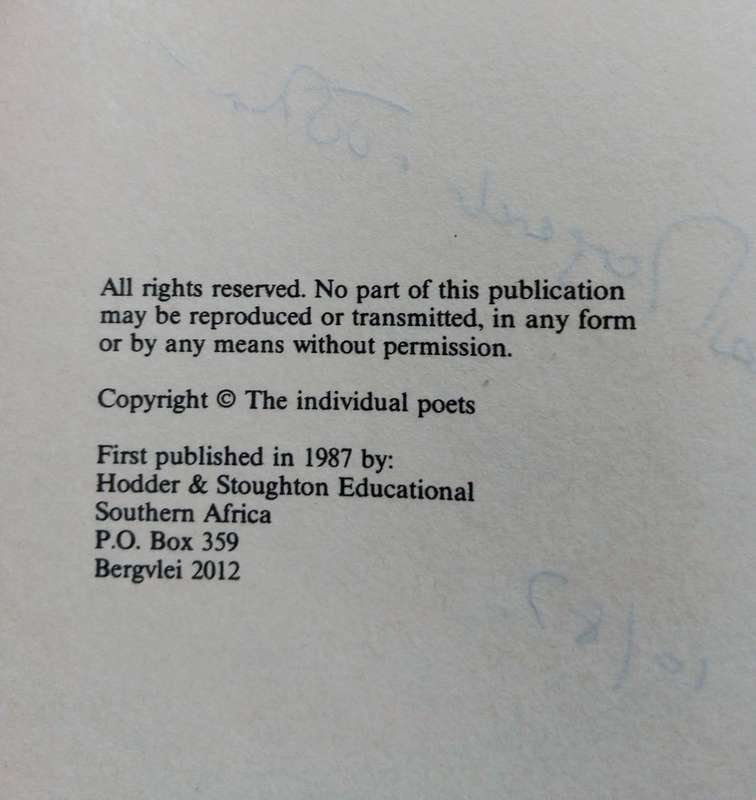 All rights reserved. No part of this publication
may be reproduced or transmitted, in any form
or by any means without permission.
Copyright © The individual poets
First published in 1987 by:
Hodder & Stoughton Educational
Southern Africa
P.O. Box 359
Bergvlei 2012